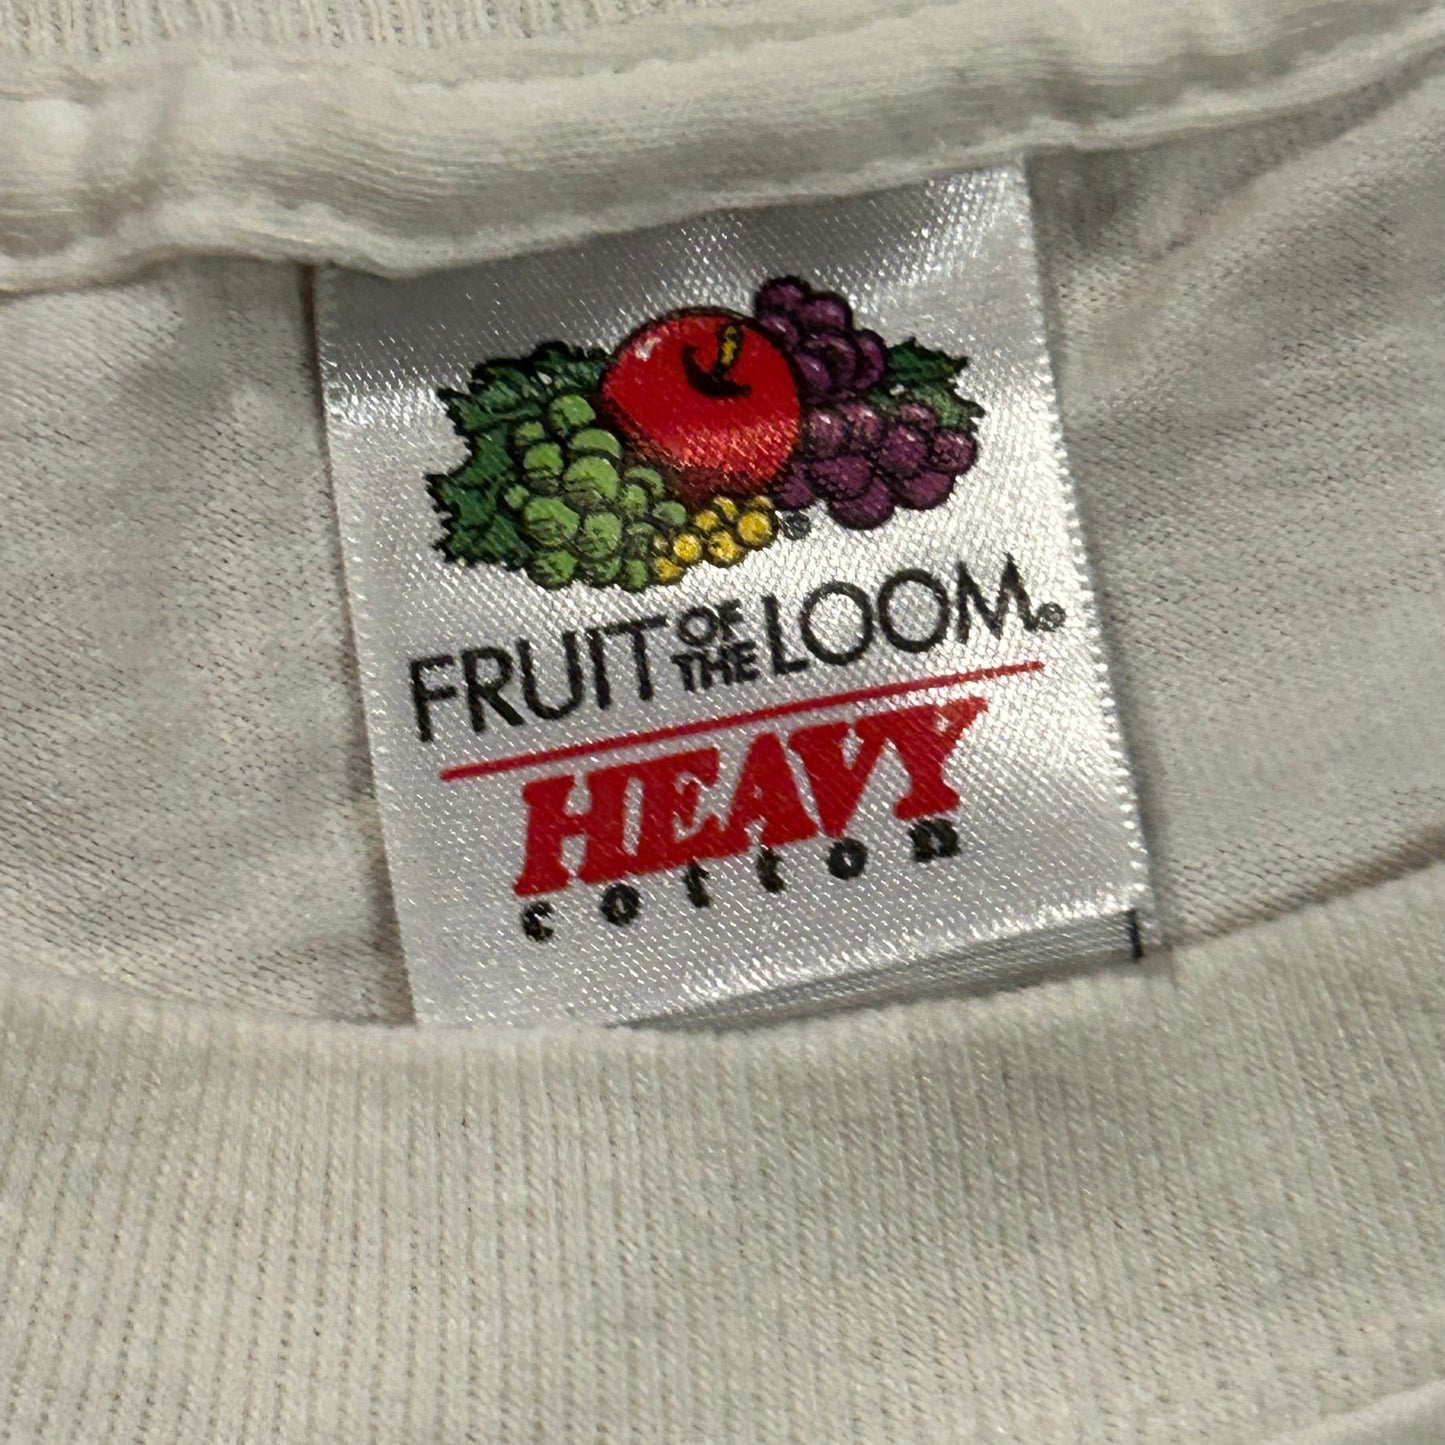 ®
FRUIT OF THE LOOM®
HEAVY
cotton